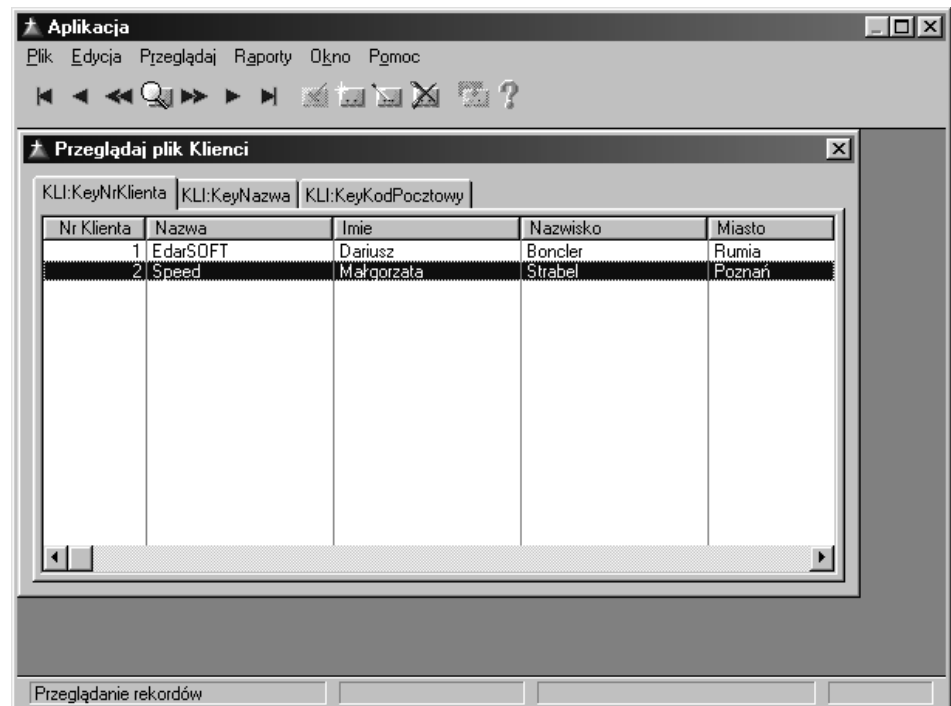 Aplikacja
Plik Edycja Przeglądaj Raporty Okno Pomoc
Przeglądaj plik Klienci
KLI:KeyNrKlienta KLI:KeyNazwa KLI:KeyKodPocztowy
Nr Klienta Nazwa Imie Nazwisko Miasto
1 EdarSOFT Dariusz Boncler Rumia
2 Speed Małgorzata Strabel Poznań
Przeglądanie rekordów